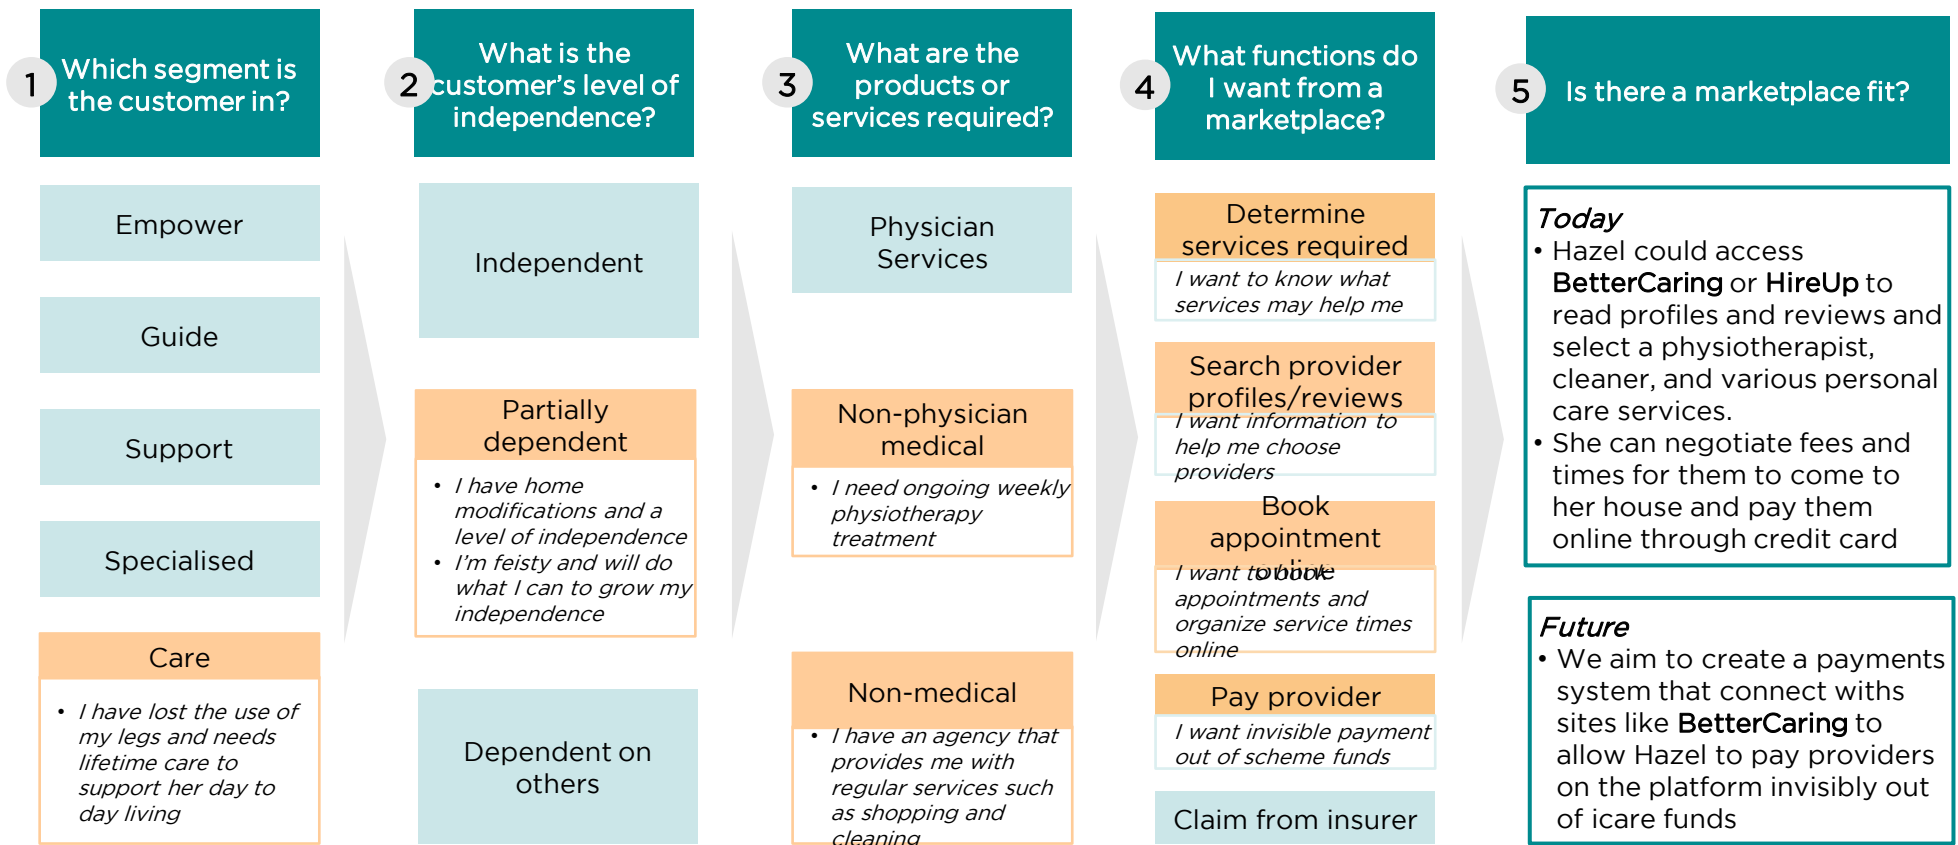 1
Which segment is
the customer in?
2
What is the
customer's level of
independence?
3
What are the
products or
services required?
4
What functions do
I want from a
marketplace?
5
Is there a marketplace fit?
Empower
Guide
Support
Specialised
Care
• I have lost the use of
my legs and needs
lifetime care to
support her day to
day living
Independent
Partially
dependent
• I have home
modifications and a
level of independence
• I'm feisty and will do
what I can to grow my
independence
Dependent on
others
Physician
Services
Non-physician
medical
• I need ongoing weekly
physiotherapy
treatment
Non-medical
• I have an agency that
provides me with
regular services such
as shopping and
cleaning
Determine
services required
I want to know what
services may help me
Search provider
profiles/reviews
I want information to
help me choose
providers
Book
appointment
online
I want to book
appointments and
organize service times
online
Pay provider
I want invisible payment
out of scheme funds
Claim from insurer
Today
• Hazel could access
BetterCaring or HireUp to
read profiles and reviews and
select a physiotherapist,
cleaner, and various personal
care services.
• She can negotiate fees and
times for them to come to
her house and pay them
online through credit card
Future
• We aim to create a payments
system that connect withs
sites like BetterCaring to
allow Hazel to pay providers
on the platform invisibly out
of icare funds